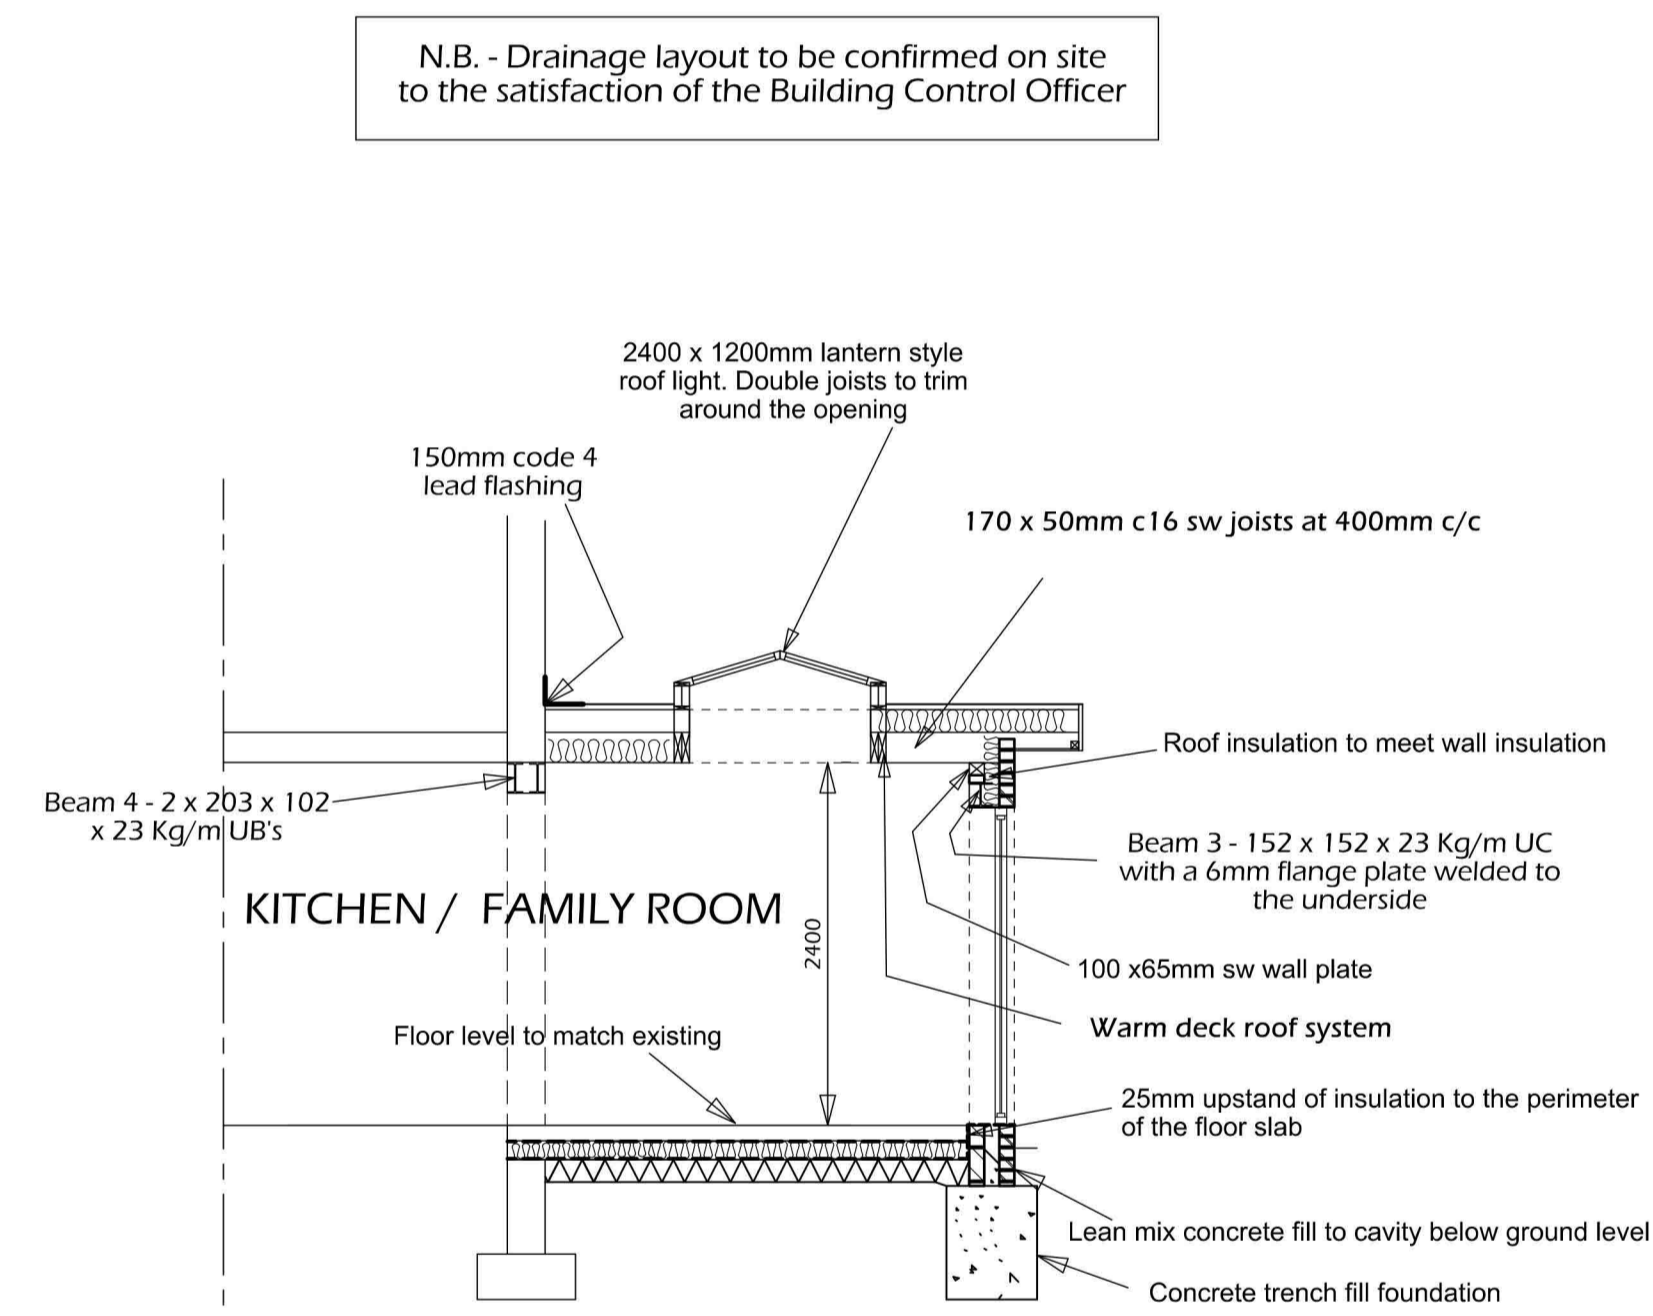 N.B. - Drainage layout to be confirmed on site
to the satisfaction of the Building Control Officer
2400 x 1200mm lantern style
roof light. Double joists to trim
around the opening
150mm code 4
lead flashing
170 x 50mm c16 sw joists at 400mm c/c
Roof insulation to meet wall insulation
Beam 4 - 2 x 203 x 102
x 23 Kg/m UB's
Beam 3 - 152 x 152 x 23 Kg/m UC
with a 6mm flange plate welded to
the underside
KITCHEN / FAMILY ROOM
2400
100 x65mm sw wall plate
Warm deck roof system
Floor level to match existing
25mm upstand of insulation to the perimeter
of the floor slab
Lean mix concrete fill to cavity below ground level
Concrete trench fill foundation